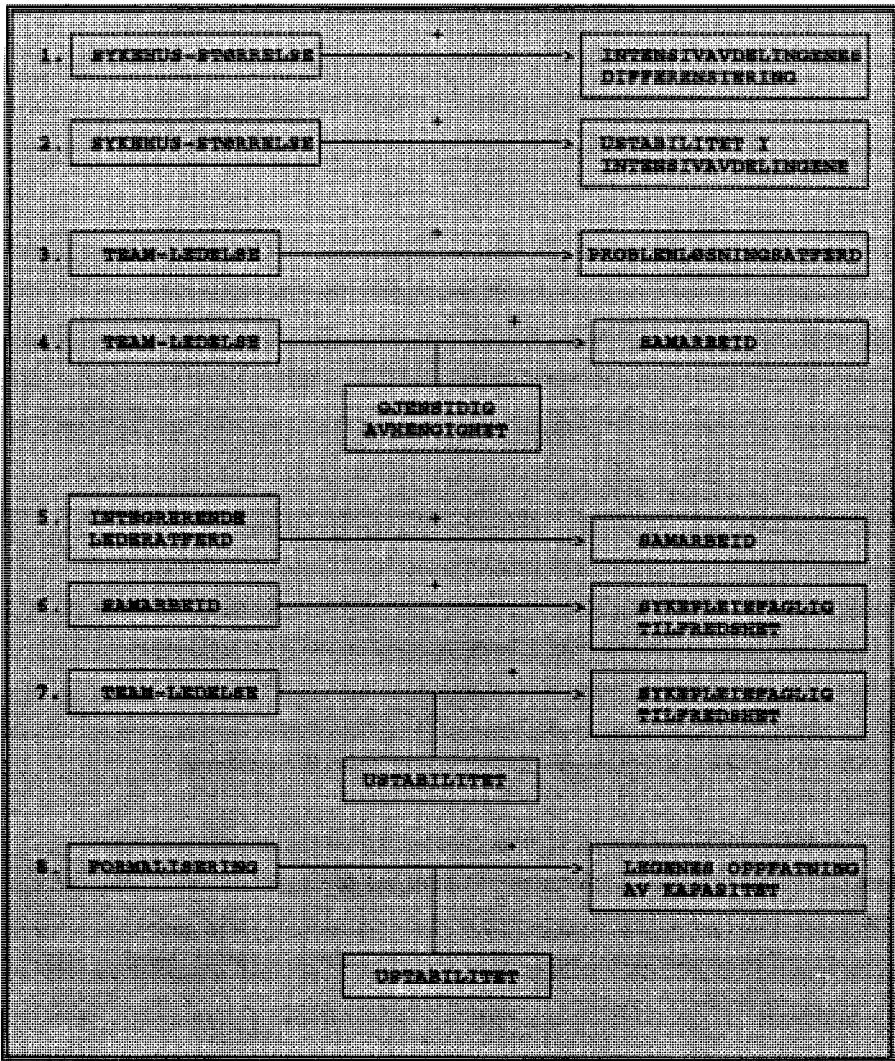 +
1. SYKEHUS-STØRRELSE INTENSIVAVDELINGENES
DIFFERENSIERING
+
2. SYKEHUS-STØRRELSE USTABILITET I
INTENSIVAVDELINGENE
+
3. TEAM-LEDELSE PROBLEMLØSNINGSATFERD
+
4. TEAM-LEDELSE SAMARBEID
GJENSIDIG
AVHENGIGHET
5. INTEGRERENDE
LEDERATFERD
+
SAMARBEID
+
6. SAMARBEID SYKEPLEIEFAGLIG
TILFREDSHET
+
7. TEAM-LEDELSE SYKEPLEIEFAGLIG
TILFREDSHET
USTABILITET
+
8. FORMALISERING LEGENES OPPFATNING
AV KAPASITET
USTABILITET